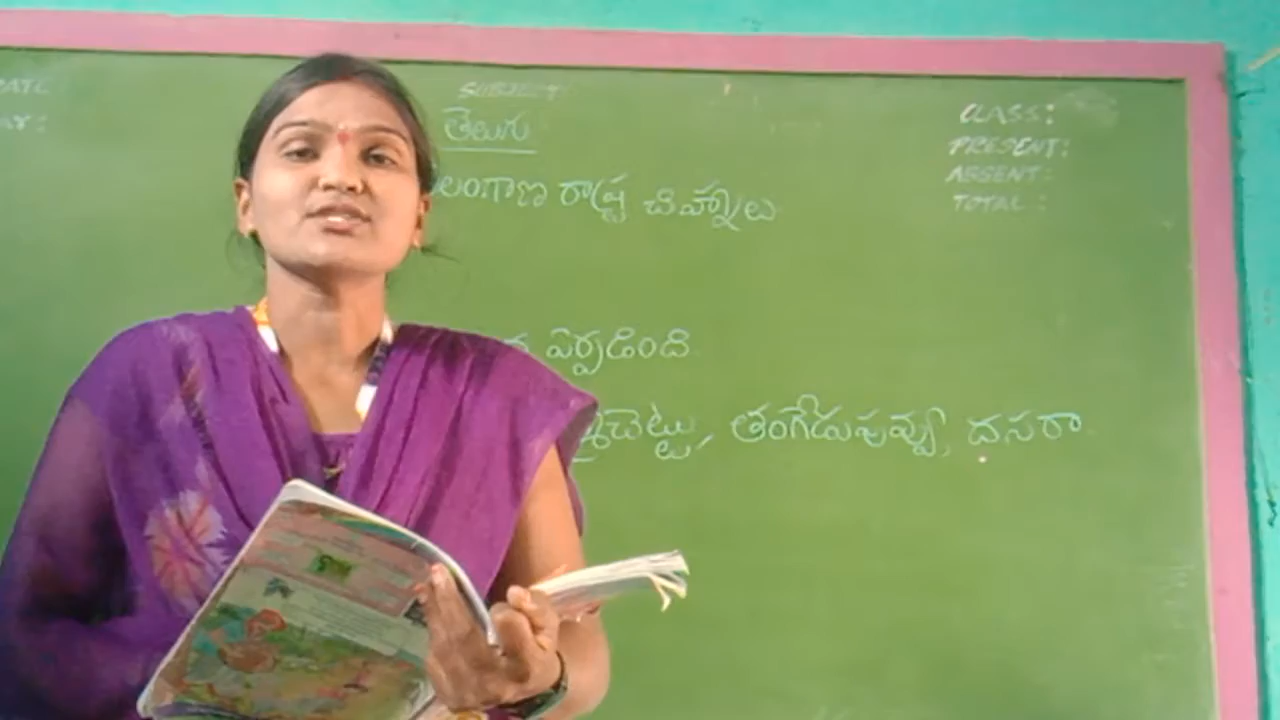 SUBJECT:
తెలుగు
CLASS:
PRESENT:
ABSENT:
TOTAL:
లంగాణ రాష్ట్ర చిహ్నాలు
ఏర్పడింది
చెట్టు, తంగేడుపువ్వు, దసరా